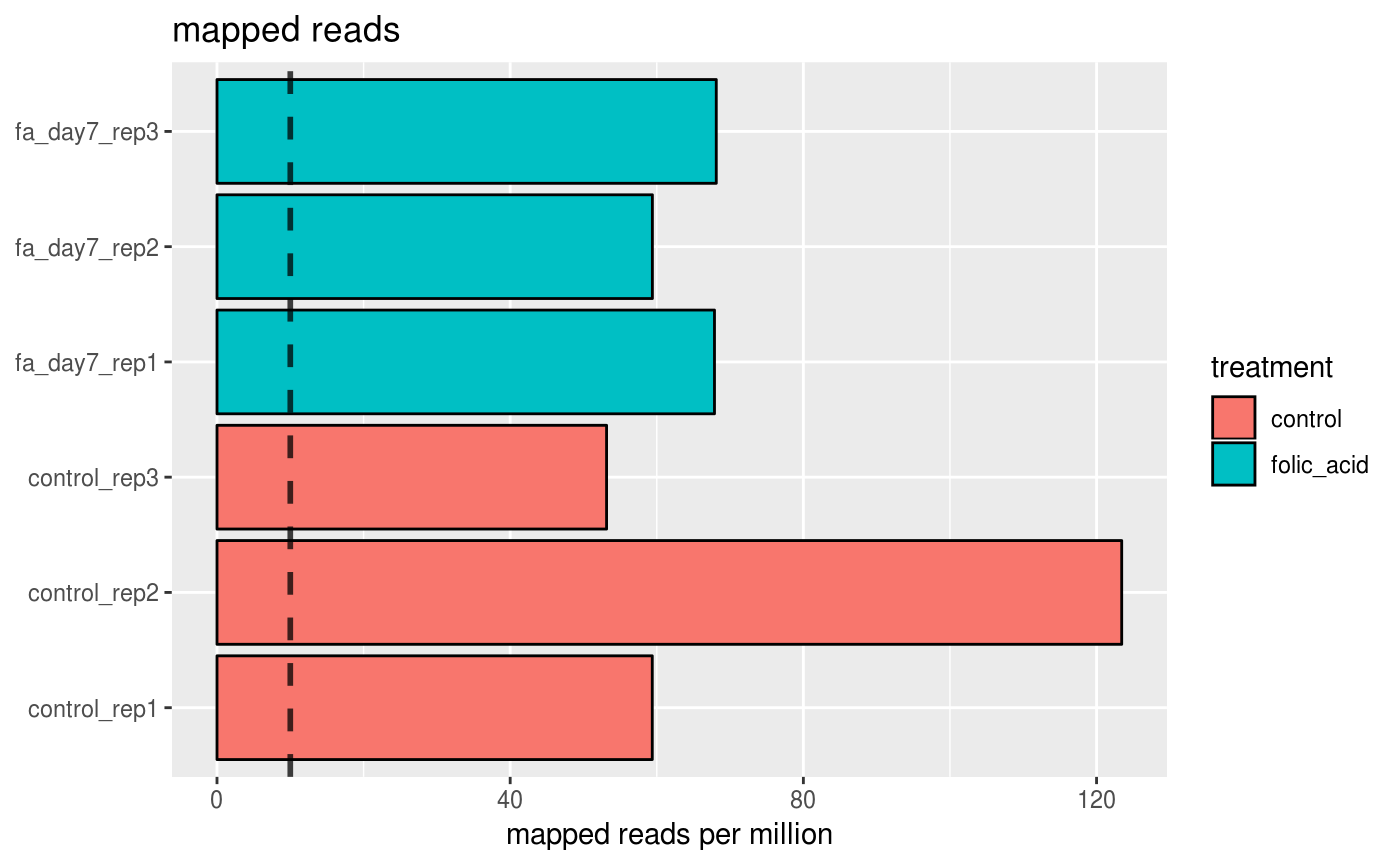 mapped reads
fa_day7_rep3
fa_day7_rep2
fa_day7_rep1
control_rep3
control_rep2
control_rep1
0 40 80 120
mapped reads per million
treatment
control
folic_acid